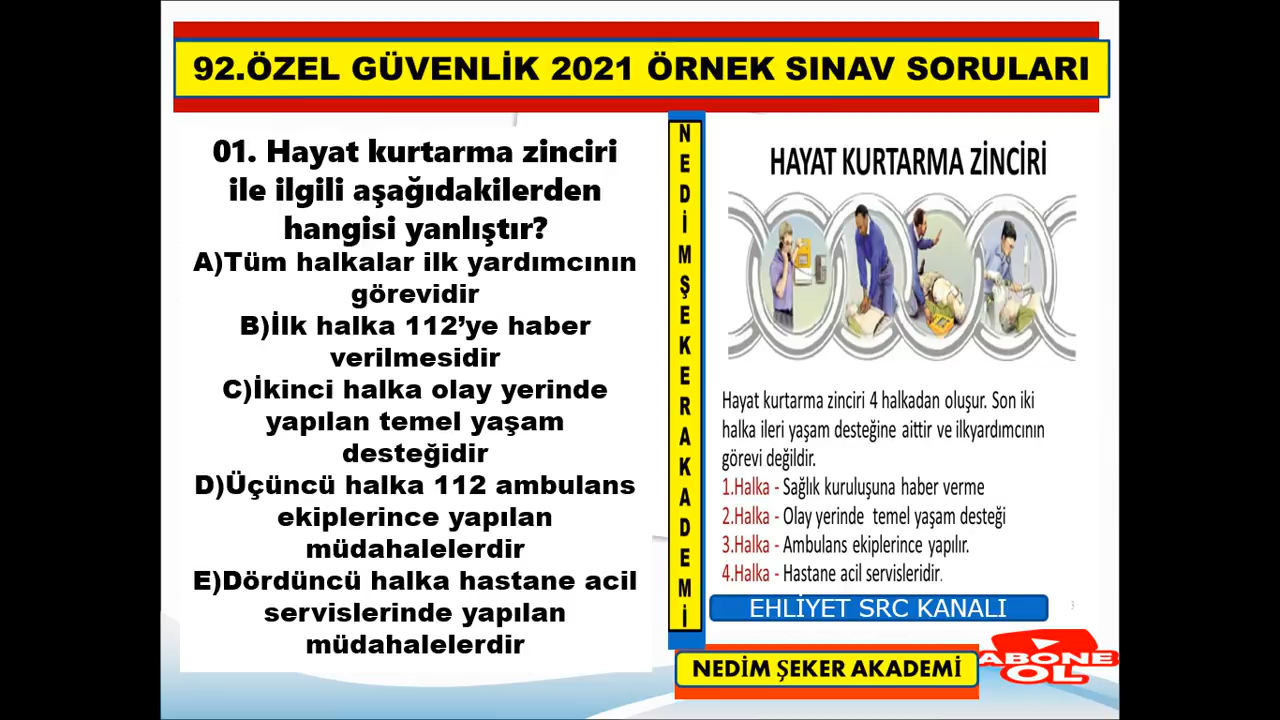 92.ÖZEL GÜVENLİK 2021 ÖRNEK SINAV SORULARI
01. Hayat kurtarma zinciri
ile ilgili aşağıdakilerden
hangisi yanlıştır?
A)Tüm halkalar ilk yardımcının
görevidir
B)İlk halka 112’ye haber
verilmesidir
C)İkinci halka olay yerinde
yapılan temel yaşam
desteğidir
D)Üçüncü halka 112 ambulans
ekiplerince yapılan
müdahalelerdir
E)Dördüncü halka hastane acil
servislerinde yapılan
müdahalelerdir
NEDİM ŞEKER AKADEMİ
HAYAT KURTARMA ZİNCİRİ
Hayat kurtarma zinciri 4 halkadan oluşur. Son iki
halka ileri yaşam desteğine aittir ve ilkyardımcının
görevi değildir.
1.Halka - Sağlık kuruluşuna haber verme
2.Halka - Olay yerinde temel yaşam desteği
3.Halka - Ambulans ekiplerince yapılır.
4.Halka - Hastane acil servisleridir.
EHLİYET SRC KANALI
3
NEDİM ŞEKER AKADEMİ
ABONE
OL